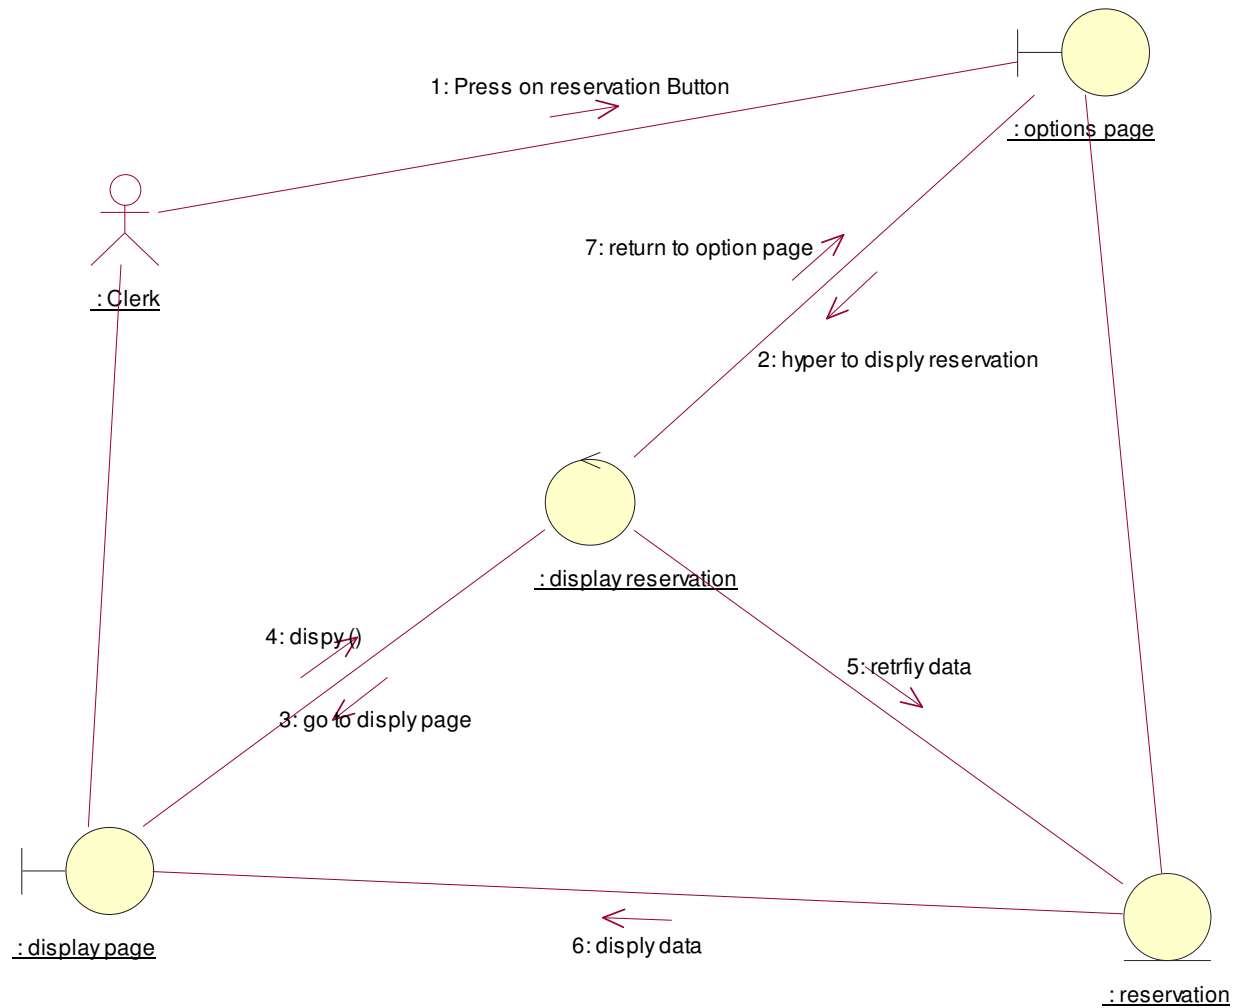 1: Press on reservation Button
: options page
7: return to option page
: Clerk
2: hyper to disply reservation
: display reservation
4: dispy ()
5: retrfiy data
3: go to disply page
6: disply data
: display page
: reservation